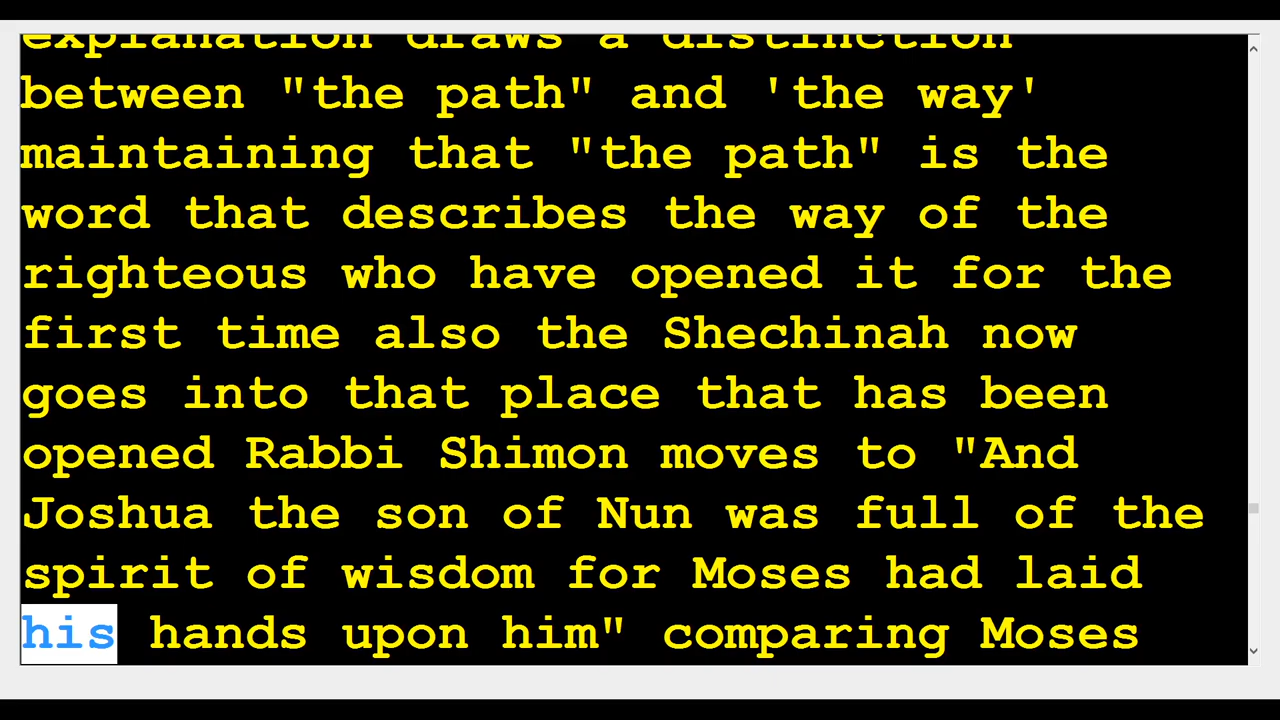 explanation draws a distinction
between "the path" and 'the way'
maintaining that "the path" is the
word that describes the way of the
righteous who have opened it for the
first time also the Shechinah now
goes into that place that has been
opened Rabbi Shimon moves to "And
Joshua the son of Nun was full of the
spirit of wisdom for Moses had laid
his hands upon him" comparing Moses